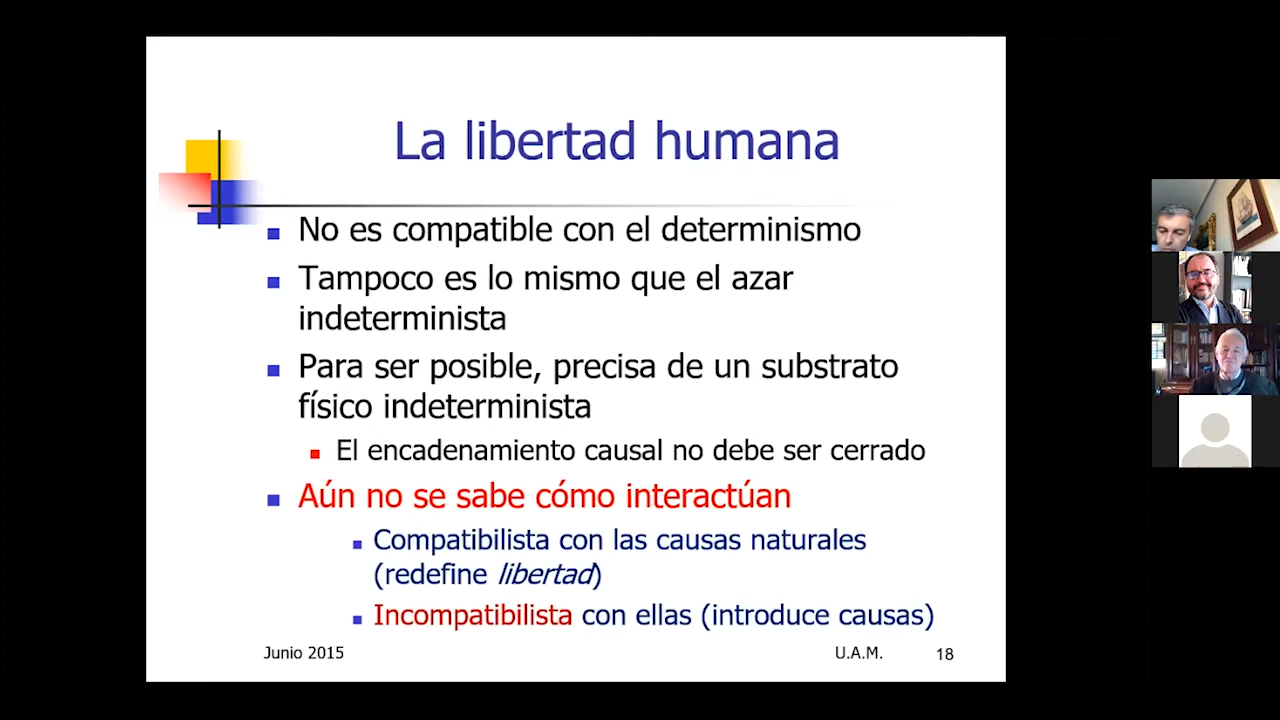 La libertad humana
No es compatible con el determinismo
Tampoco es lo mismo que el azar
indeterminista
Para ser posible, precisa de un substrato
físico indeterminista
El encadenamiento causal no debe ser cerrado
Aún no se sabe cómo interactúan
Compatibilista con las causas naturales
(redefine libertad)
Incompatibilista con ellas (introduce causas)
Junio 2015 U.A.M. 18